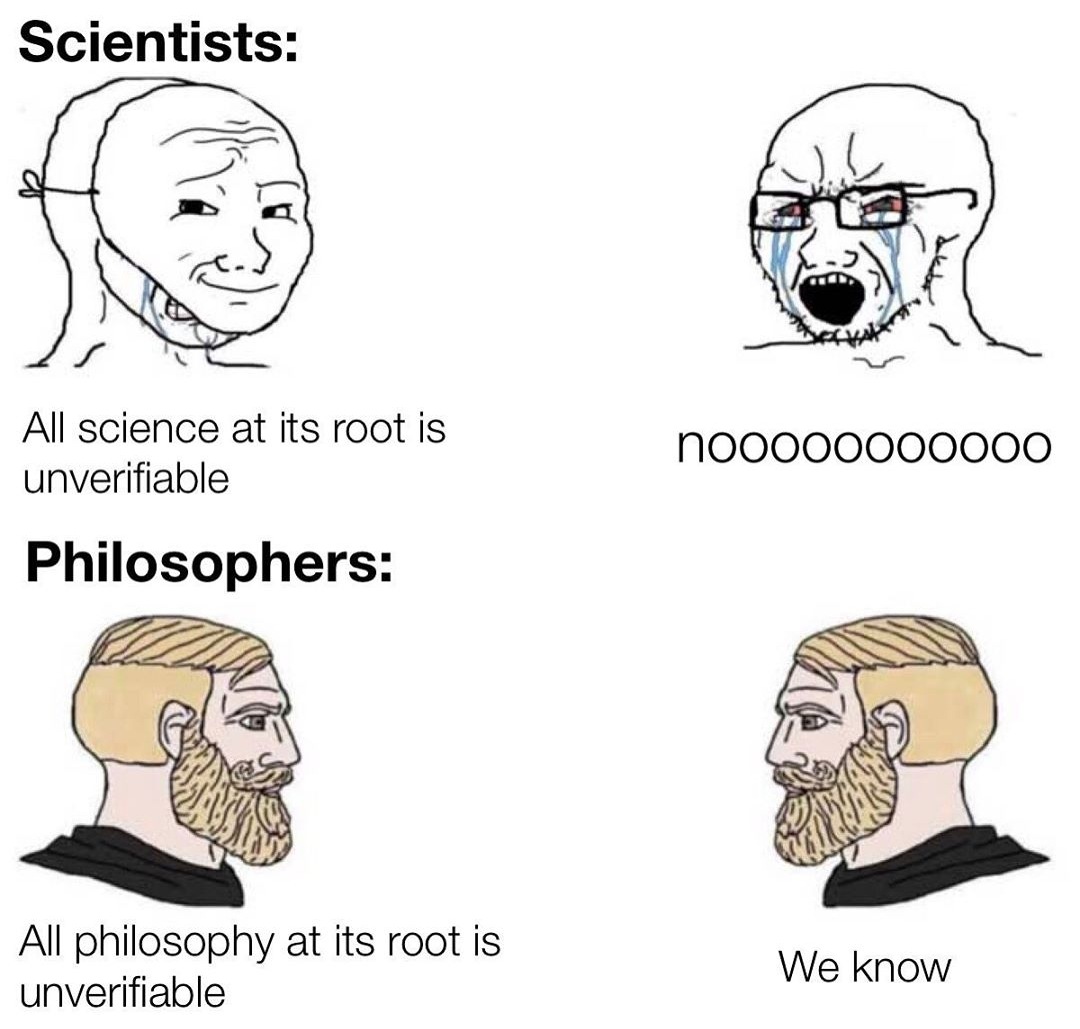 Scientists:
All science at its root is
unverifiable
noooooooooooo
Philosophers:
All philosophy at its root is
unverifiable
We know